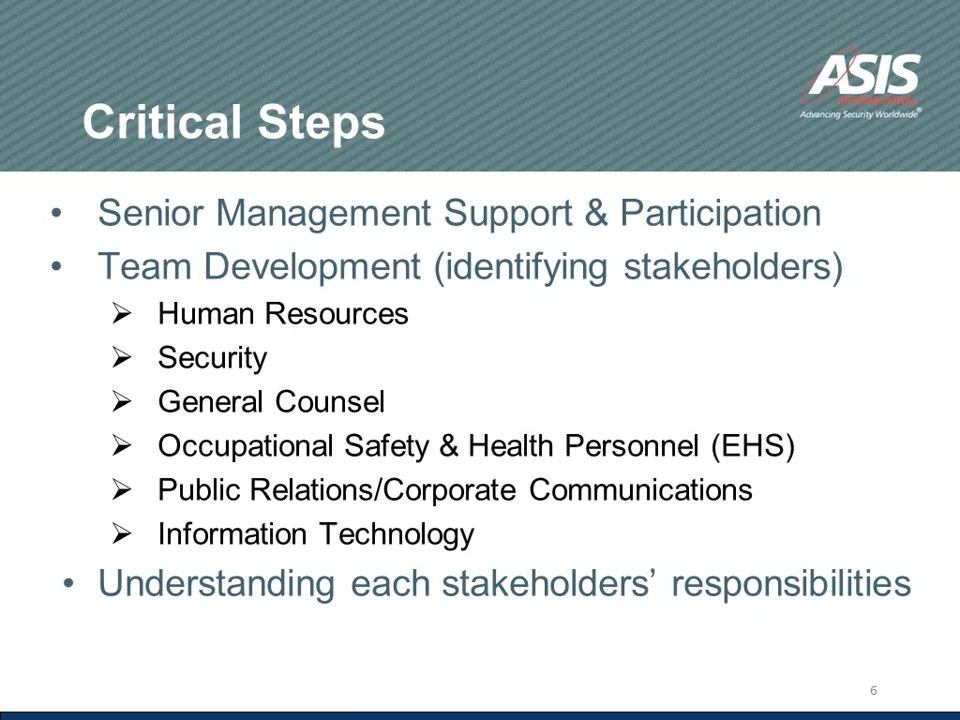 ASIS
INTERNATIONAL
Advancing Security Worldwide®
Critical Steps
• Senior Management Support & Participation
• Team Development (identifying stakeholders)
➢ Human Resources
➢ Security
➢ General Counsel
➢ Occupational Safety & Health Personnel (EHS)
➢ Public Relations/Corporate Communications
➢ Information Technology
• Understanding each stakeholders’ responsibilities
6